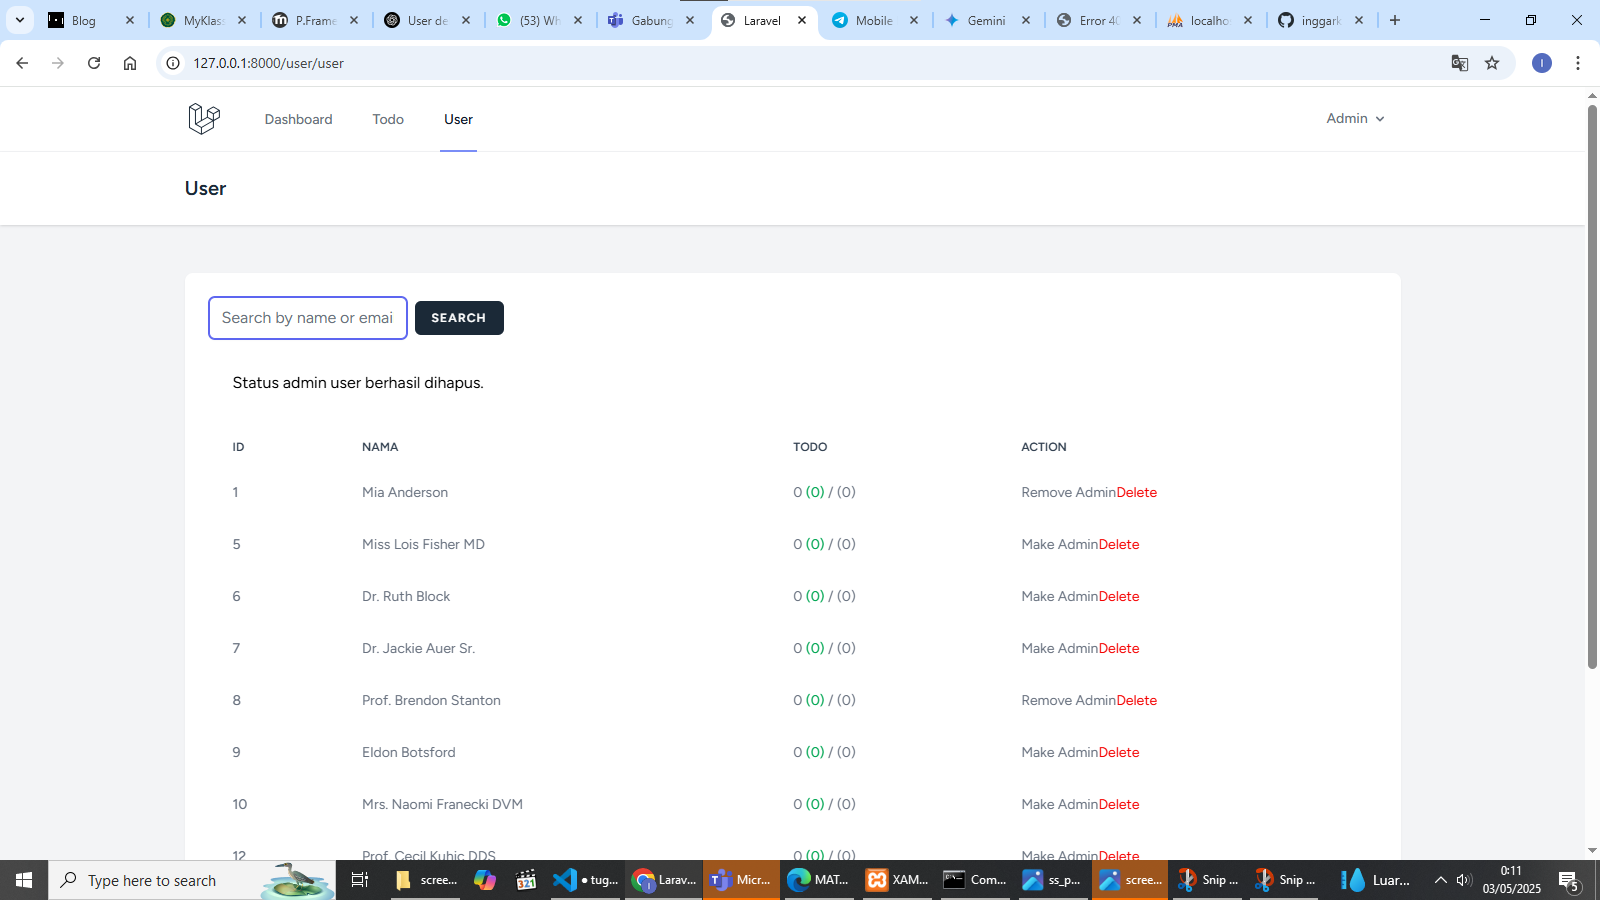 Blog
MyKlas
P.Frame
User de
(53) Wh
Gabung
Laravel
Mobile
Gemini
Error 40
localho
inggark
127.0.0.1:8000/user/user
I
Dashboard
Todo
User
Admin
User
Search by name or emai
SEARCH
Status admin user berhasil dihapus.
ID NAMA TODO ACTION
1 Mia Anderson 0 (0) / (0) Remove AdminDelete
5 Miss Lois Fisher MD 0 (0) / (0) Make AdminDelete
6 Dr. Ruth Block 0 (0) / (0) Make AdminDelete
7 Dr. Jackie Auer Sr. 0 (0) / (0) Make AdminDelete
8 Prof. Brendon Stanton 0 (0) / (0) Remove AdminDelete
9 Eldon Botsford 0 (0) / (0) Make AdminDelete
10 Mrs. Naomi Franecki DVM 0 (0) / (0) Make AdminDelete
12 Prof. Cecil Kuhic DDS 0 (0) / (0) Make AdminDelete
Type here to search
scree...
321
• tug...
Larav...
Micr...
MAT...
XAM...
Com...
ss_p...
scree...
Snip ...
Snip ...
Luar...
0:11
03/05/2025
5